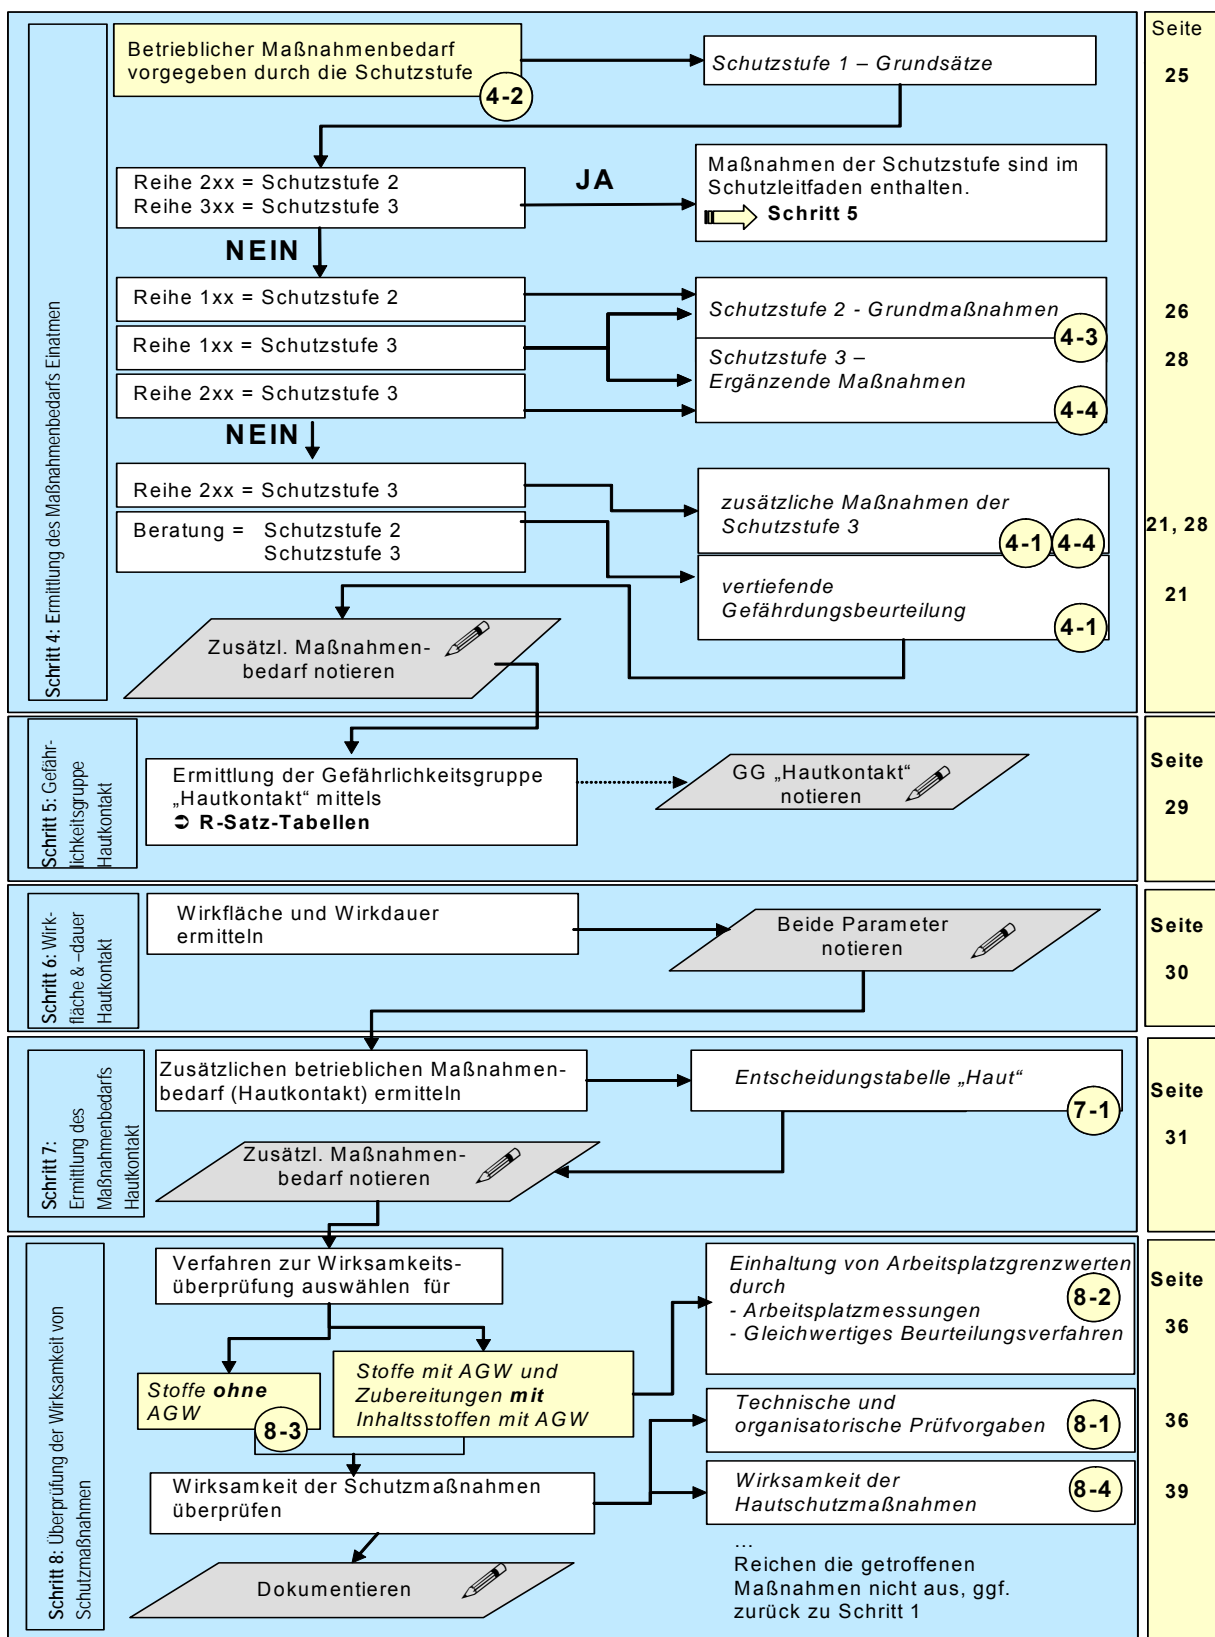 Schritt 4: Ermittlung des Maßnahmenbedarfs Einatmen
Betrieblicher Maßnahmenbedarf
vorgegeben durch die Schutzstufe
4-2
Schutzstufe 1 – Grundsätze
Seite
25
Reihe 2xx = Schutzstufe 2
Reihe 3xx = Schutzstufe 3
JA
Maßnahmen der Schutzstufe sind im
Schutzleitfaden enthalten.
Schritt 5
NEIN
Reihe 1xx = Schutzstufe 2
Reihe 1xx = Schutzstufe 3
Reihe 2xx = Schutzstufe 3
Schutzstufe 2 - Grundmaßnahmen
4-3
26
Schutzstufe 3 –
Ergänzende Maßnahmen
4-4
28
NEIN
Reihe 2xx = Schutzstufe 3
Beratung = Schutzstufe 2
Schutzstufe 3
zusätzliche Maßnahmen der
Schutzstufe 3
4-1 4-4
21, 28
vertiefende
Gefährdungsbeurteilung
4-1
21
Zusätzl. Maßnahmen-
bedarf notieren
Schritt 5: Gefähr-
lichkeitsgruppe
Hautkontakt
Ermittlung der Gefährlichkeitsgruppe
„Hautkontakt“ mittels
➲ R-Satz-Tabellen
GG „Hautkontakt“
notieren
Seite
29
Schritt 6: Wirk-
fläche & –dauer
Hautkontakt
Wirkfläche und Wirkdauer
ermitteln
Beide Parameter
notieren
Seite
30
Schritt 7:
Ermittlung des
Maßnahmenbedarfs
Hautkontakt
Zusätzlichen betrieblichen Maßnahmen-
bedarf (Hautkontakt) ermitteln
Entscheidungstabelle „Haut“
7-1
Seite
31
Zusätzl. Maßnahmen-
bedarf notieren
Schritt 8: Überprüfung der Wirksamkeit von
Schutzmaßnahmen
Verfahren zur Wirksamkeits-
überprüfung auswählen für
Einhaltung von Arbeitsplatzgrenzwerten
durch
- Arbeitsplatzmessungen
- Gleichwertiges Beurteilungsverfahren
8-2
Seite
36
Stoffe ohne
AGW
8-3
Stoffe mit AGW und
Zubereitungen mit
Inhaltsstoffen mit AGW
Technische und
organisatorische Prüfvorgaben
8-1
36
Wirksamkeit der Schutzmaßnahmen
überprüfen
Wirksamkeit der
Hautschutzmaßnahmen
8-4
39
Dokumentieren
...
Reichen die getroffenen
Maßnahmen nicht aus, ggf.
zurück zu Schritt 1